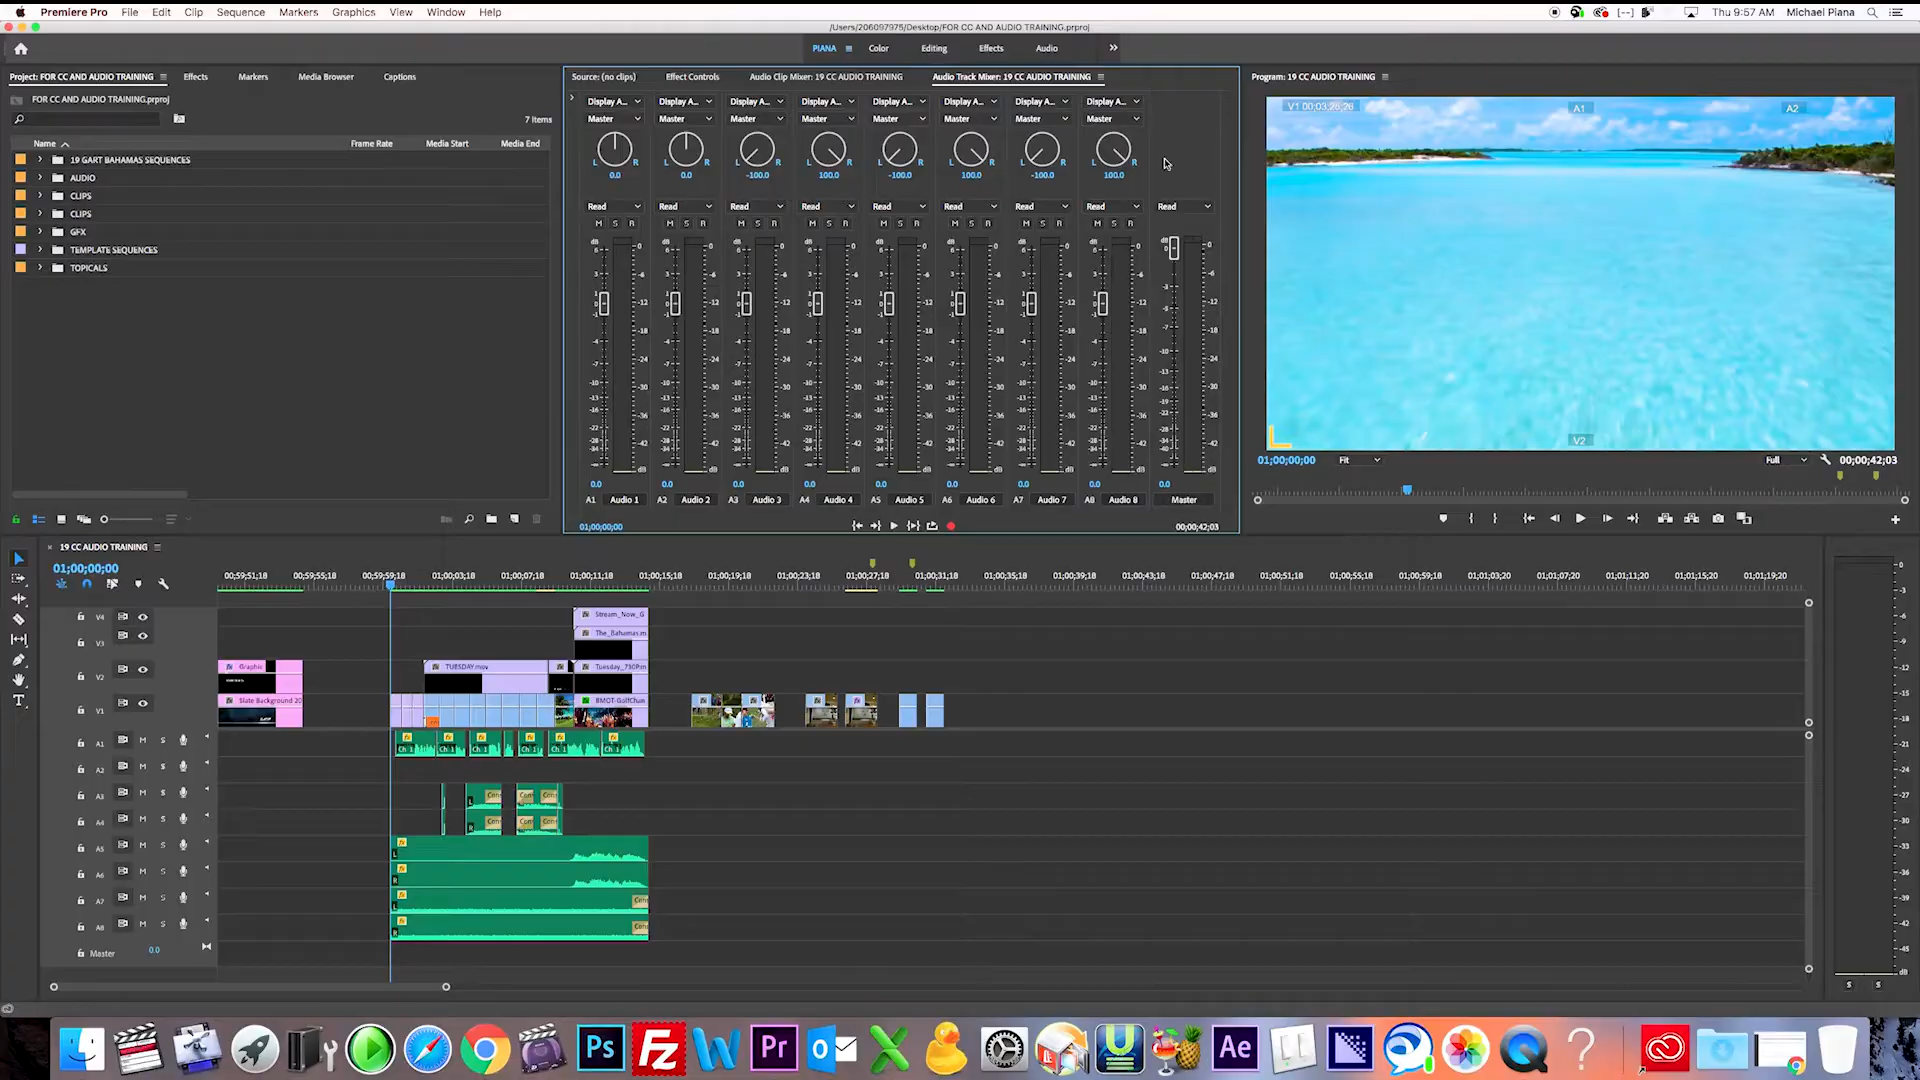 Premiere Pro File Edit Clip Sequence Markers Graphics View Window Help Thu 9:57 AM Michael Piana
/Users/206097975/Desktop/FOR CC AND AUDIO TRAINING.prproj
PIANA Color Editing Effects Audio
Project: FOR CC AND AUDIO TRAINING Effects Markers Media Browser Captions
Source: (no clips) Effect Controls Audio Clip Mixer: 19 CC AUDIO TRAINING Audio Track Mixer: 19 CC AUDIO TRAINING
Program: 19 CC AUDIO TRAINING
FOR CC AND AUDIO TRAINING.prproj
7 Items
Name Frame Rate Media Start Media End
19 GART BAHAMAS SEQUENCES
AUDIO
CLIPS
CLIPS
GFX
TEMPLATE SEQUENCES
TOPICALS
Display A... Display A... Display A... Display A... Display A... Display A... Display A... Display A...
Master Master Master Master Master Master Master Master
L R L R L R L R L R L R L R L R
0.0 0.0 -100.0 100.0 -100.0 100.0 -100.0 100.0
Read Read Read Read Read Read Read Read Read
M S R M S R M S R M S R M S R M S R M S R M S R
0.0 0.0 0.0 0.0 0.0 0.0 0.0 0.0 0.0
A1 Audio 1 A2 Audio 2 A3 Audio 3 A4 Audio 4 A5 Audio 5 A6 Audio 6 A7 Audio 7 A8 Audio 8 Master
01;00;00;00 00;00;42;03
V1 00;03;25;26 A1 A2
V2
01;00;00;00 Fit Full 00;00;42;03
19 CC AUDIO TRAINING
01;00;00;00
00;59;51;18 00;59;55;18 00;59;59;18 01;00;03;18 01;00;07;18 01;00;11;18 01;00;15;18 01;00;19;18 01;00;23;18 01;00;27;18 01;00;31;18 01;00;35;18 01;00;39;18 01;00;43;18 01;00;47;18 01;00;51;18 01;00;55;18 01;00;59;18 01;01;03;20 01;01;07;20 01;01;11;20 01;01;15;20 01;01;19;20
V4 Stream_Now_G
V3 The_Bahamas.m
V2 Graphic TUESDAY.mov Tuesday_730P.m
V1 Slate Background 20 BMOT-GolfChan
A1 M S Ch 1 Ch 1 Ch 1 Ch 1 Ch 1 Ch 1
A2 M S
A3 M S L Con Con Con
A4 M S R Con Con Con
A5 M S L
A6 M S R
A7 M S L Con
A8 M S R Con
Master 0.0
S S
Ps Fz W Pr O X U Ae ?